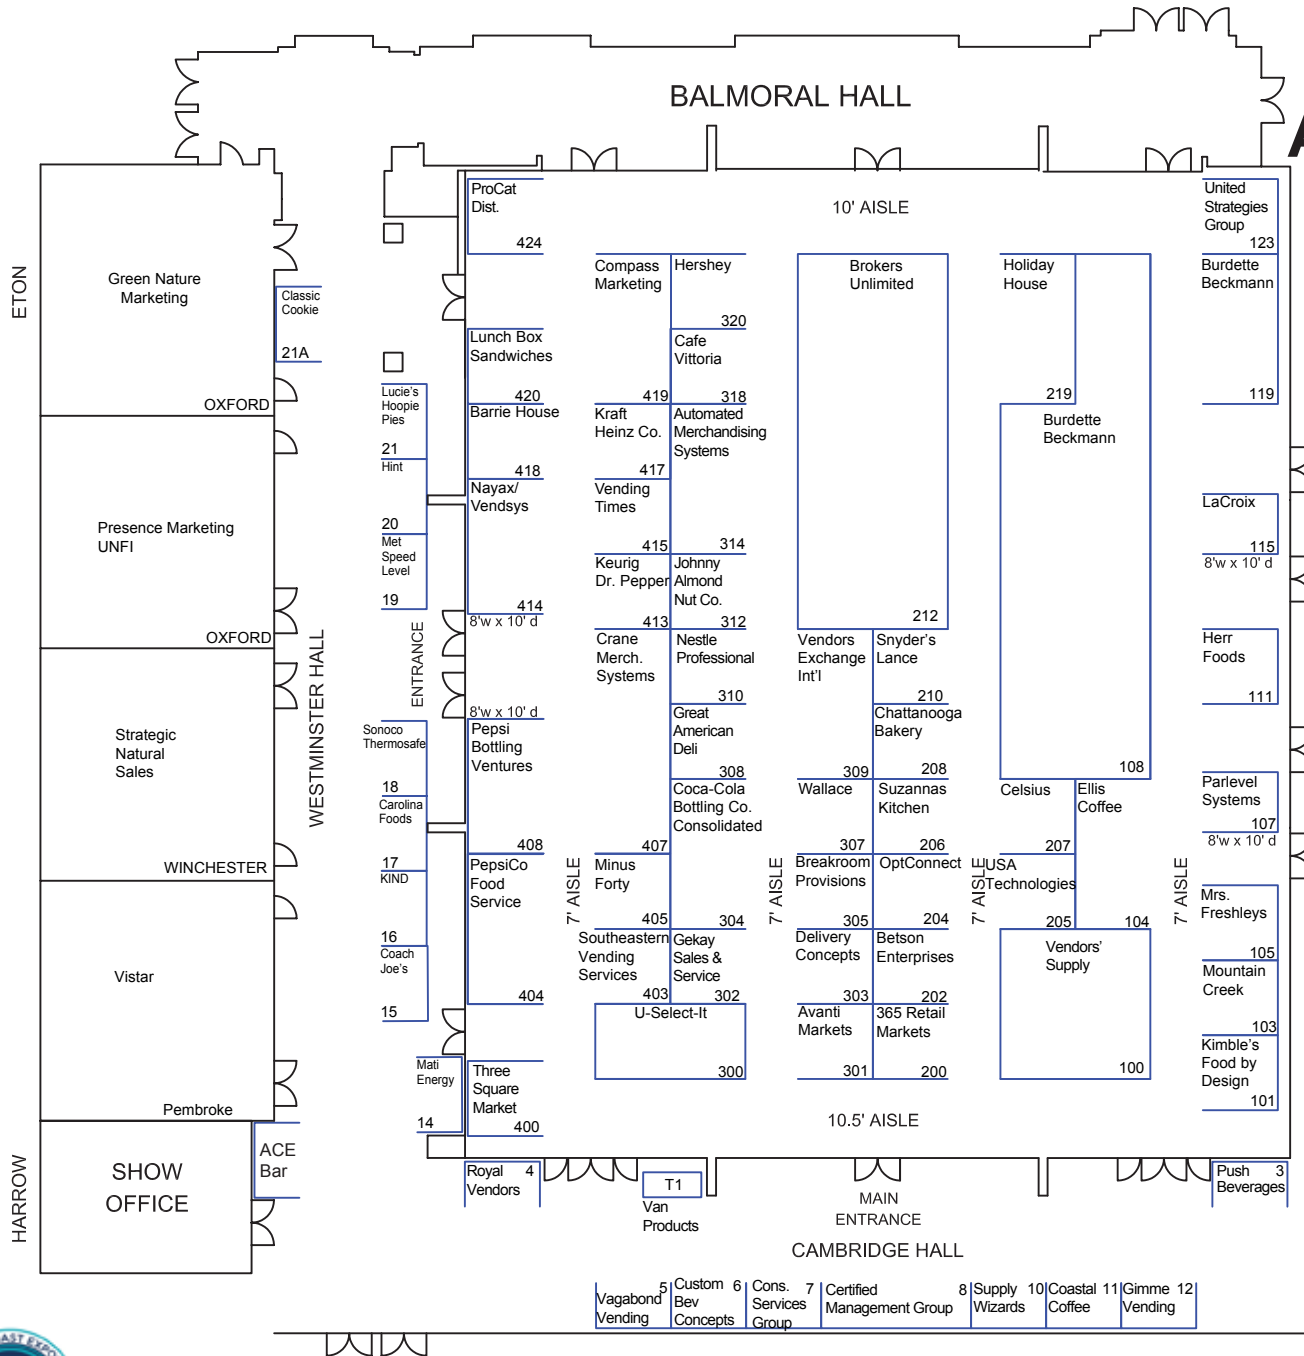 BALMORAL HALL
A
10' AISLE
ETON
Green Nature
Marketing
OXFORD
Classic
Cookie
21A
Presence Marketing
UNFI
OXFORD
Strategic
Natural
Sales
WINCHESTER
Vistar
Pembroke
HARROW
SHOW
OFFICE
ACE
Bar
WESTMINSTER HALL
Lucie's
Hoopie
Pies
21
Hint
20
Met
Speed
Level
19
ENTRANCE
Sonoco
Thermosafe
18
Carolina
Foods
17
KIND
16
Coach
Joe's
15
Mati
Energy
14
ProCat
Dist.
424
Lunch Box
Sandwiches
420
Barrie House
418
Nayax/
Vendsys
414
8'w x 10' d
8'w x 10' d
Pepsi
Bottling
Ventures
408
PepsiCo
Food
Service
404
Three
Square
Market
400
Compass
Marketing
419
Kraft
Heinz Co.
417
Vending
Times
415
Keurig
Dr. Pepper
413
Crane
Merch.
Systems
407
Minus
Forty
405
Southeastern
Vending
Services
403
7' AISLE
Hershey
320
Cafe
Vittoria
318
Automated
Merchandising
Systems
314
Johnny
Almond
Nut Co.
312
Nestle
Professional
310
Great
American
Deli
308
Coca-Cola
Bottling Co.
Consolidated
304
Gekay
Sales &
Service
302
U-Select-It
300
7' AISLE
Brokers
Unlimited
212
Vendors
Exchange
Int'l
309
Wallace
307
Breakroom
Provisions
305
Delivery
Concepts
303
Avanti
Markets
301
Snyder's
Lance
210
Chattanooga
Bakery
208
Suzannas
Kitchen
206
OptConnect
204
Betson
Enterprises
202
365 Retail
Markets
200
7' AISLE
Holiday
House
219
Burdette
Beckmann
108
Celsius
207
USA
Technologies
205
Ellis
Coffee
104
Vendors'
Supply
100
7' AISLE
United
Strategies
Group
123
Burdette
Beckmann
119
LaCroix
115
8'w x 10' d
Herr
Foods
111
Parlevel
Systems
107
8'w x 10' d
Mrs.
Freshleys
105
Mountain
Creek
103
Kimble's
Food by
Design
101
10.5' AISLE
Royal 4
Vendors
T1
Van
Products
MAIN
ENTRANCE
Push 3
Beverages
CAMBRIDGE HALL
5
Vagabond
Vending
Custom 6
Bev
Concepts
Cons. 7
Services
Group
Certified 8
Management Group
Supply 10
Wizards
Coastal 11
Coffee
Gimme 12
Vending